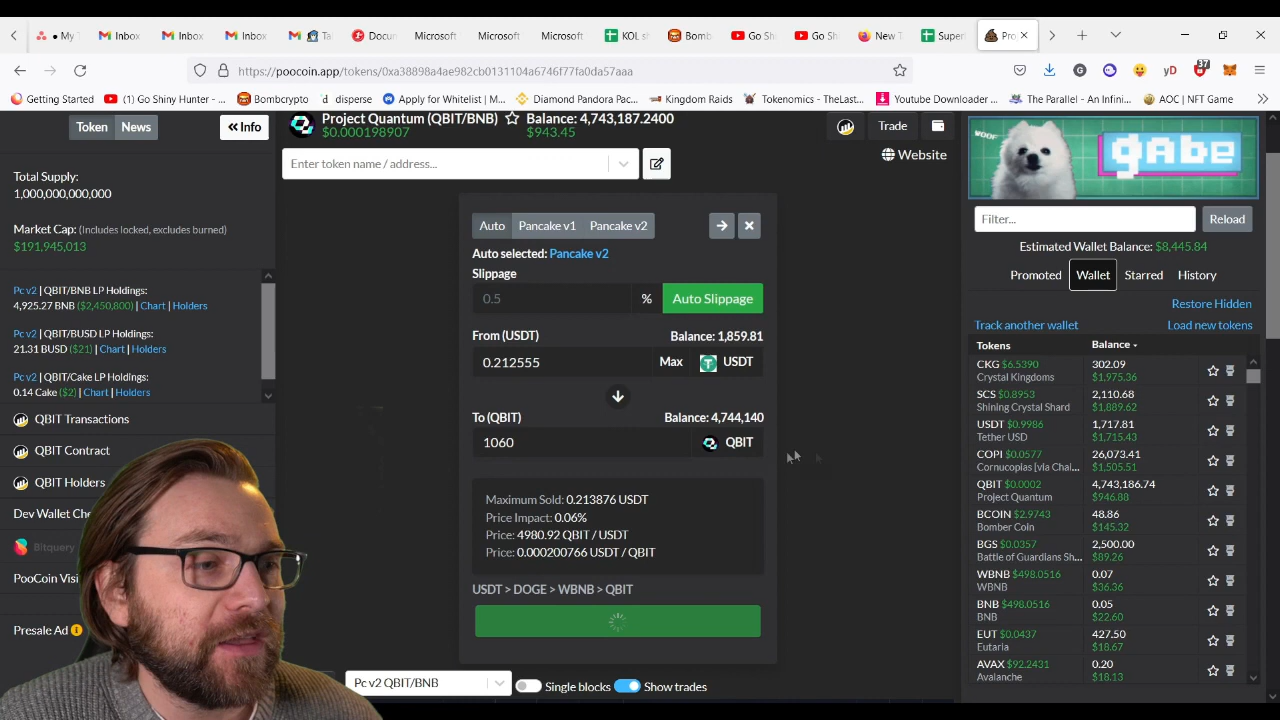 My T
Inbox
Inbox
Inbox
Tal
Docun
Microsoft
Microsoft
Microsoft
KOL sh
Bomb
Go Sh
Go Sh
New T
Super
Pro
https://poocoin.app/tokens/0xa38898a4ae982cb0131104a6746f77fa0da57aaa
37
yD
Getting Started
(1) Go Shiny Hunter -...
Bombcrypto
disperse
Apply for Whitelist | M...
Diamond Pandora Pac...
Kingdom Raids
Tokenomics - TheLast...
Youtube Downloader
The Parallel - An Infini...
AOC | NFT Game
Token
News
Info
Project Quantum (QBIT/BNB)
Balance: 4,743,187.2400
$0.000198907
$943.45
Trade
Enter token name / address...
Website
Total Supply:
1,000,000,000,000
Market Cap: (Includes locked, excludes burned)
$191,945,013
Pc v2 | QBIT/BNB LP Holdings:
4,925.27 BNB ($2,450,800) | Chart | Holders
Pc v2 | QBIT/BUSD LP Holdings:
21.31 BUSD ($21) | Chart | Holders
Pc v2 | QBIT/Cake LP Holdings:
0.14 Cake ($2) | Chart | Holders
QBIT Transactions
QBIT Contract
QBIT Holders
Dev Wallet Che
Bitquery
PooCoin Visi
Presale Ad
Auto
Pancake v1
Pancake v2
Auto selected: Pancake v2
Slippage
0.5
%
Auto Slippage
From (USDT)
Balance: 1,859.81
0.212555
Max
USDT
To (QBIT)
Balance: 4,744,140
1060
QBIT
Maximum Sold: 0.213876 USDT
Price Impact: 0.06%
Price: 4980.92 QBIT / USDT
Price: 0.000200766 USDT / QBIT
USDT > DOGE > WBNB > QBIT
Pc v2 QBIT/BNB
Single blocks
Show trades
WOOF
gabe
Filter...
Reload
Estimated Wallet Balance: $8,445.84
Promoted
Wallet
Starred
History
Restore Hidden
Track another wallet
Load new tokens
Tokens
Balance
CKG $6.5390
302.09
Crystal Kingdoms
$1,975.36
SCS $0.8953
2,110.68
Shining Crystal Shard
$1,889.62
USDT $0.9986
1,717.81
Tether USD
$1,715.43
COPI $0.0577
26,073.41
Cornucopias [via Chai...
$1,505.51
QBIT $0.0002
4,743,186.74
Project Quantum
$946.88
BCOIN $2.9743
48.86
Bomber Coin
$145.32
BGS $0.0357
2,500.00
Battle of Guardians Sh...
$89.26
WBNB $498.0516
0.07
WBNB
$36.36
BNB $498.0516
0.05
BNB
$22.60
EUT $0.0437
427.50
Eutaria
$18.67
AVAX $92.2431
0.20
Avalanche
$18.13